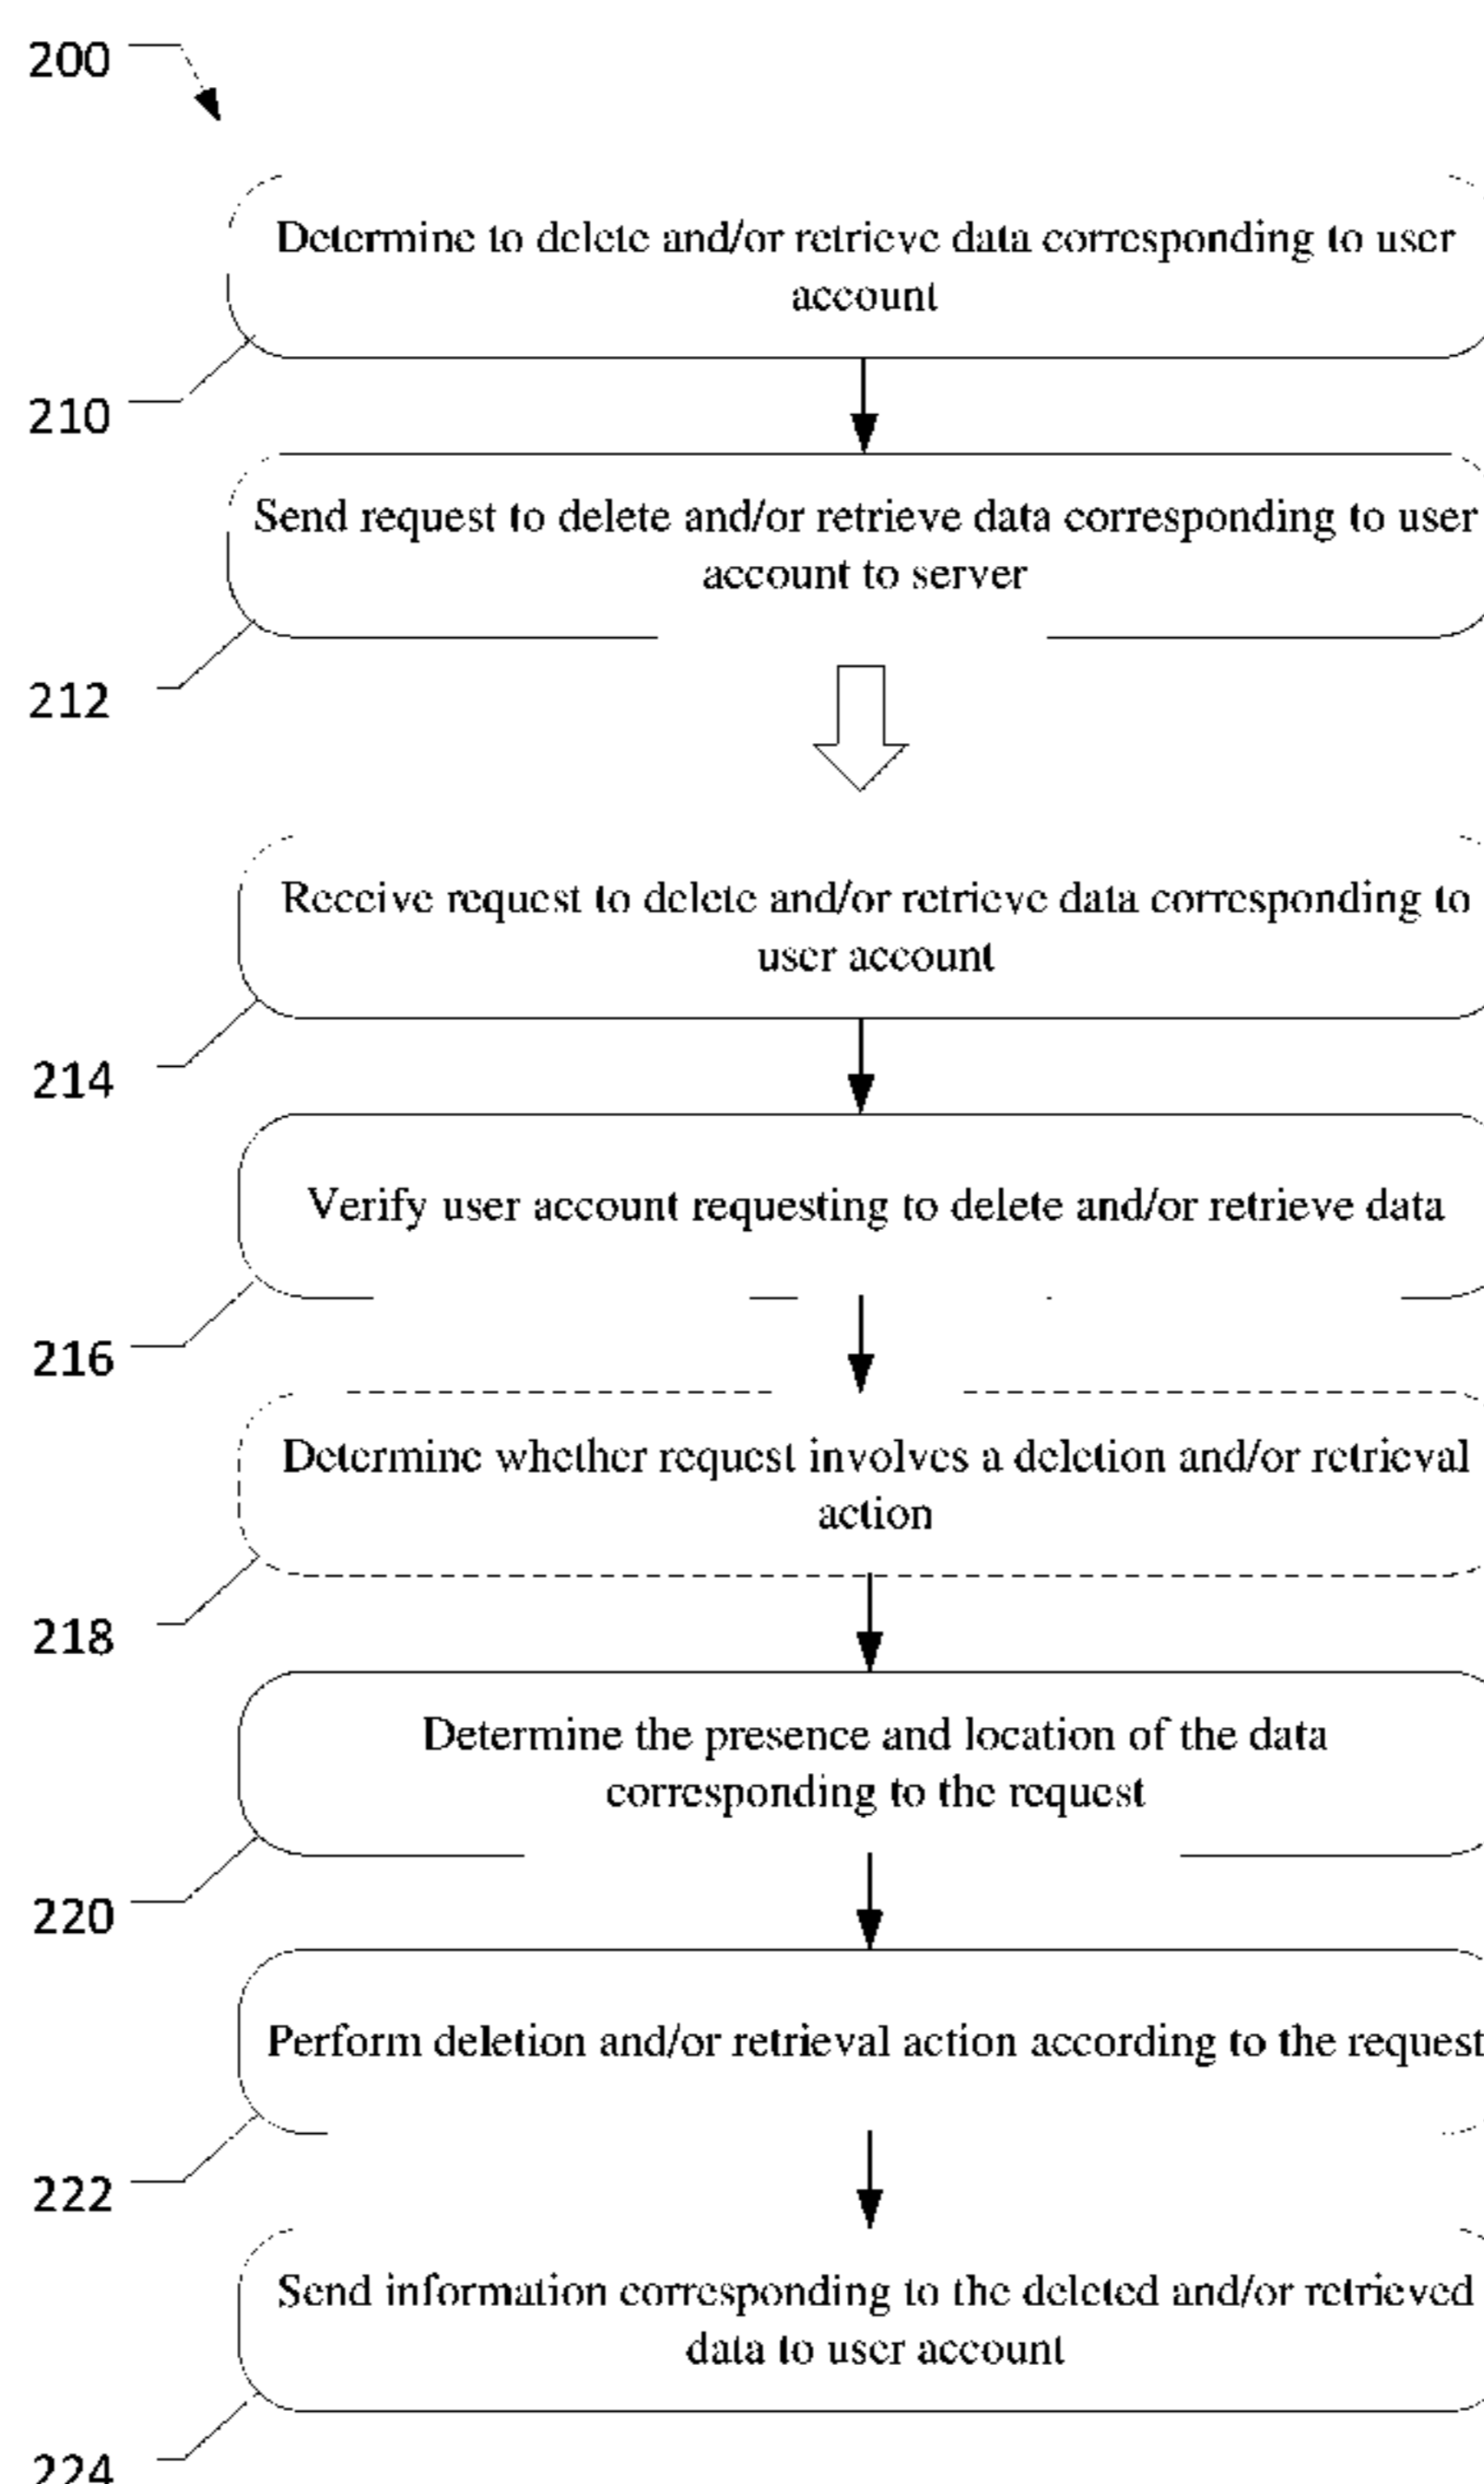 200
Determine to delete and/or retrieve data corresponding to user
account
210
Send request to delete and/or retrieve data corresponding to user
account to server
212
Receive request to delete and/or retrieve data corresponding to
user account
214
Verify user account requesting to delete and/or retrieve data
216
Determine whether request involves a deletion and/or retrieval
action
218
Determine the presence and location of the data
corresponding to the request
220
Perform deletion and/or retrieval action according to the request
222
Send information corresponding to the deleted and/or retrieved
data to user account
224